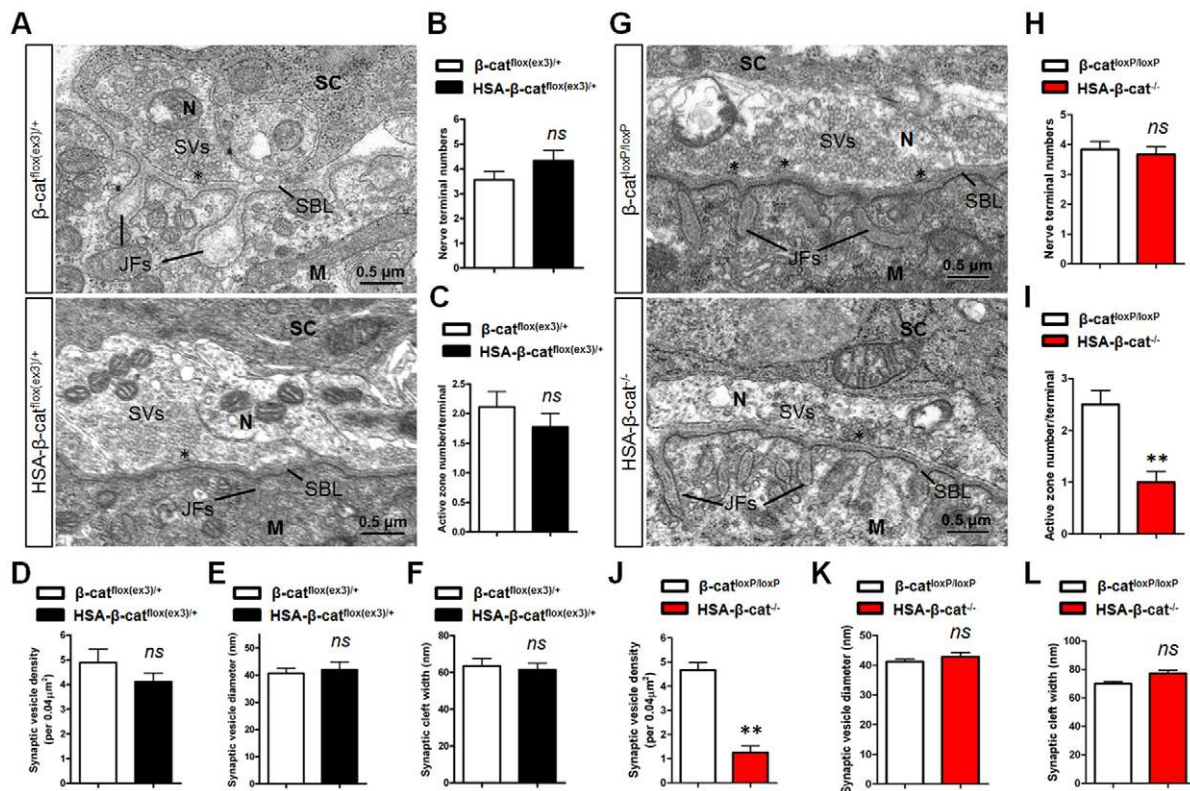 A
β-cat^flox(ex3)/+
SC
N
SVs
*
*
*
SBL
JFs
M
0.5 μm
HSA-β-cat^flox(ex3)/+
SC
SVs
N
*
SBL
JFs
M
0.5 μm
B
β-cat^flox(ex3)/+
HSA-β-cat^flox(ex3)/+
Nerve terminal numbers
6
5
4
3
2
1
0
ns
C
β-cat^flox(ex3)/+
HSA-β-cat^flox(ex3)/+
Active zone number/terminal
2.5
2.0
1.5
1.0
0.5
0.0
ns
D
β-cat^flox(ex3)/+
HSA-β-cat^flox(ex3)/+
Synaptic vesicle density
(per 0.04μm²)
6
5
4
3
2
1
0
ns
E
β-cat^flox(ex3)/+
HSA-β-cat^flox(ex3)/+
Synaptic vesicle diameter (nm)
50
40
30
20
10
0
ns
F
β-cat^flox(ex3)/+
HSA-β-cat^flox(ex3)/+
Synaptic cleft width (nm)
80
60
40
20
0
ns
G
β-cat^loxP/loxP
SC
N
SVs
*
*
*
SBL
JFs
M
0.5 μm
HSA-β-cat^-/-
SC
N
SVs
*
SBL
JFs
M
0.5 μm
H
β-cat^loxP/loxP
HSA-β-cat^-/-
Nerve terminal numbers
5
4
3
2
1
0
ns
I
β-cat^loxP/loxP
HSA-β-cat^-/-
Active zone number/terminal
3
2
1
0
**
J
β-cat^loxP/loxP
HSA-β-cat^-/-
Synaptic vesicle density
(per 0.04μm²)
6
5
4
3
2
1
0
**
K
β-cat^loxP/loxP
HSA-β-cat^-/-
Synaptic vesicle diameter (nm)
50
40
30
20
10
0
ns
L
β-cat^loxP/loxP
HSA-β-cat^-/-
Synaptic cleft width (nm)
100
80
60
40
20
0
ns